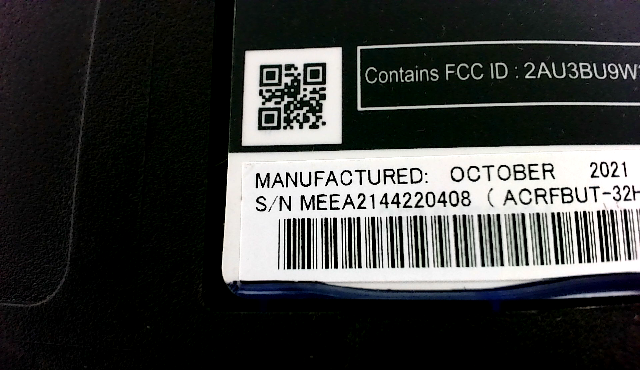 Contains FCC ID : 2AU3BU9W
MANUFACTURED: OCTOBER 2021
S/N MEEA2144220408 ( ACRFBUT-32H